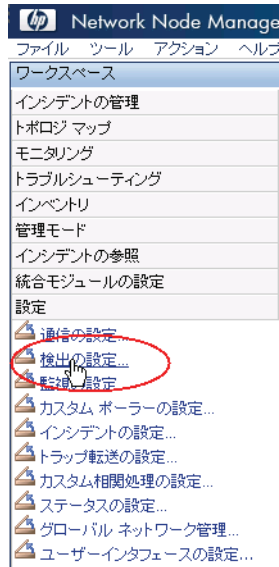 hp Network Node Manage
ファイル ツール アクション ヘルプ
ワークスペース
インシデントの管理
トポロジ マップ
モニタリング
トラブルシューティング
インベントリ
管理モード
インシデントの参照
統合モジュールの設定
設定
通信の設定...
検出の設定...
監視の設定...
カスタム ポーラーの設定...
インシデントの設定...
トラップ転送の設定...
カスタム相関処理の設定...
ステータスの設定...
グローバル ネットワーク管理...
ユーザーインタフェースの設定...